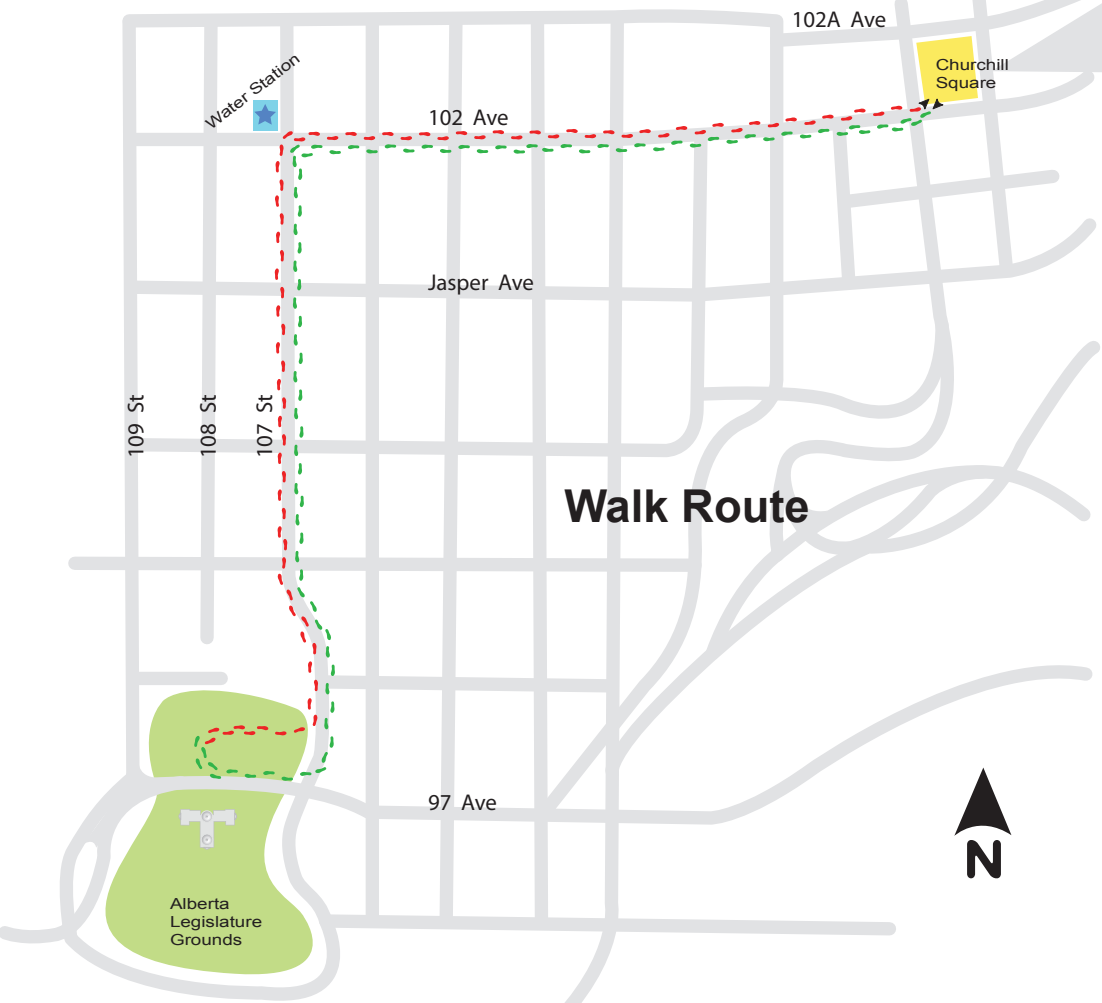 102A Ave
Churchill
Square
Water Station
102 Ave
Jasper Ave
109 St
108 St
107 St
Walk Route
97 Ave
N
Alberta
Legislature
Grounds